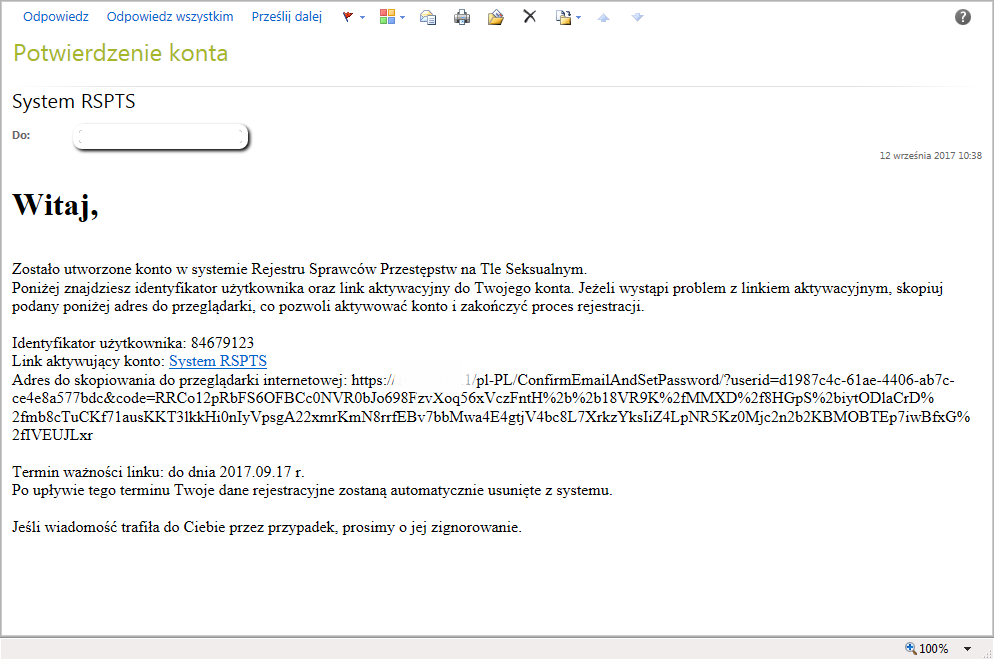 Odpowiedz Odpowiedz wszystkim Prześlij dalej
Potwierdzenie konta
System RSPTS
Do:
12 września 2017 10:38
Witaj,
Zostało utworzone konto w systemie Rejestru Sprawców Przestępstw na Tle Seksualnym.
Poniżej znajdziesz identyfikator użytkownika oraz link aktywacyjny do Twojego konta. Jeżeli wystąpi problem z linkiem aktywacyjnym, skopiuj
podany poniżej adres do przeglądarki, co pozwoli aktywować konto i zakończyć proces rejestracji.
Identyfikator użytkownika: 84679123
Link aktywujący konto: System RSPTS
Adres do skopiowania do przeglądarki internetowej: https:// 1/pl-PL/ConfirmEmailAndSetPassword/?userid=d1987c4c-61ae-4406-ab7c-
ce4e8a577bdc&code=RRCo12pRbFS6OFBCc0NVR0bJo698FzvXoq56xVczFntH%2b%2b18VR9K%2fMMXD%2f8HGpS%2biytODlaCrD%
2fmb8cTuCKf71ausKKT3lkkHi0nIyVpsgA22xmrKmN8rrfEBv7bbMwa4E4gtjV4bc8L7XrkzYksIiZ4LpNR5Kz0Mjc2n2b2KBMOBTEp7iwBfxG%
2fIVEUJLxr
Termin ważności linku: do dnia 2017.09.17 r.
Po upływie tego terminu Twoje dane rejestracyjne zostaną automatycznie usunięte z systemu.
Jeśli wiadomość trafiła do Ciebie przez przypadek, prosimy o jej zignorowanie.
100%